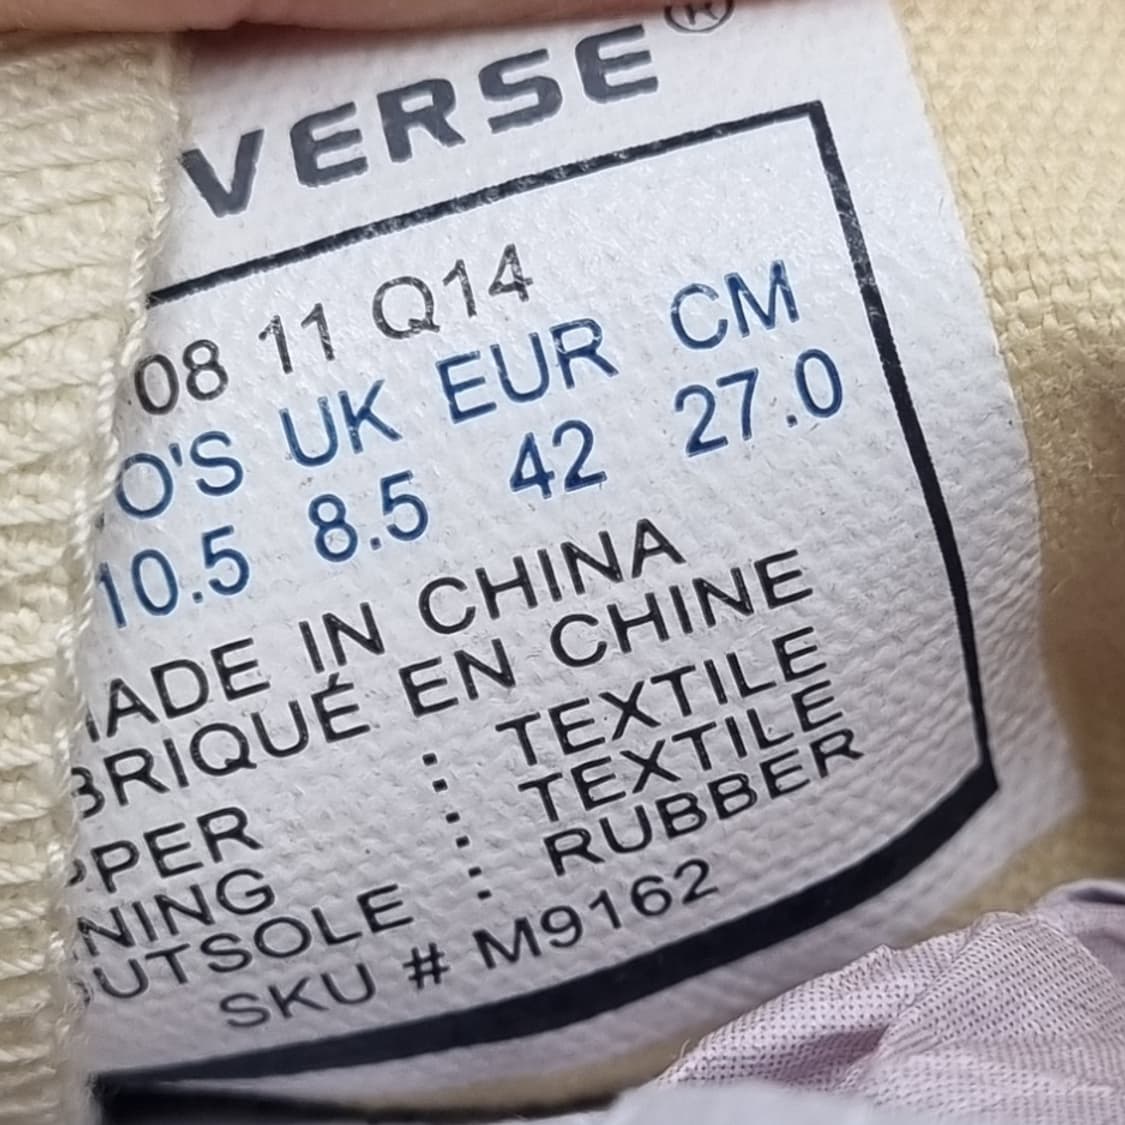 VERSE®
08 11 Q14
O'S UK EUR CM
10.5 8.5 42 27.0
ADE IN CHINA
BRIQUÉ EN CHINE
PPER : TEXTILE
NING : TEXTILE
UTSOLE : RUBBER
SKU # M9162